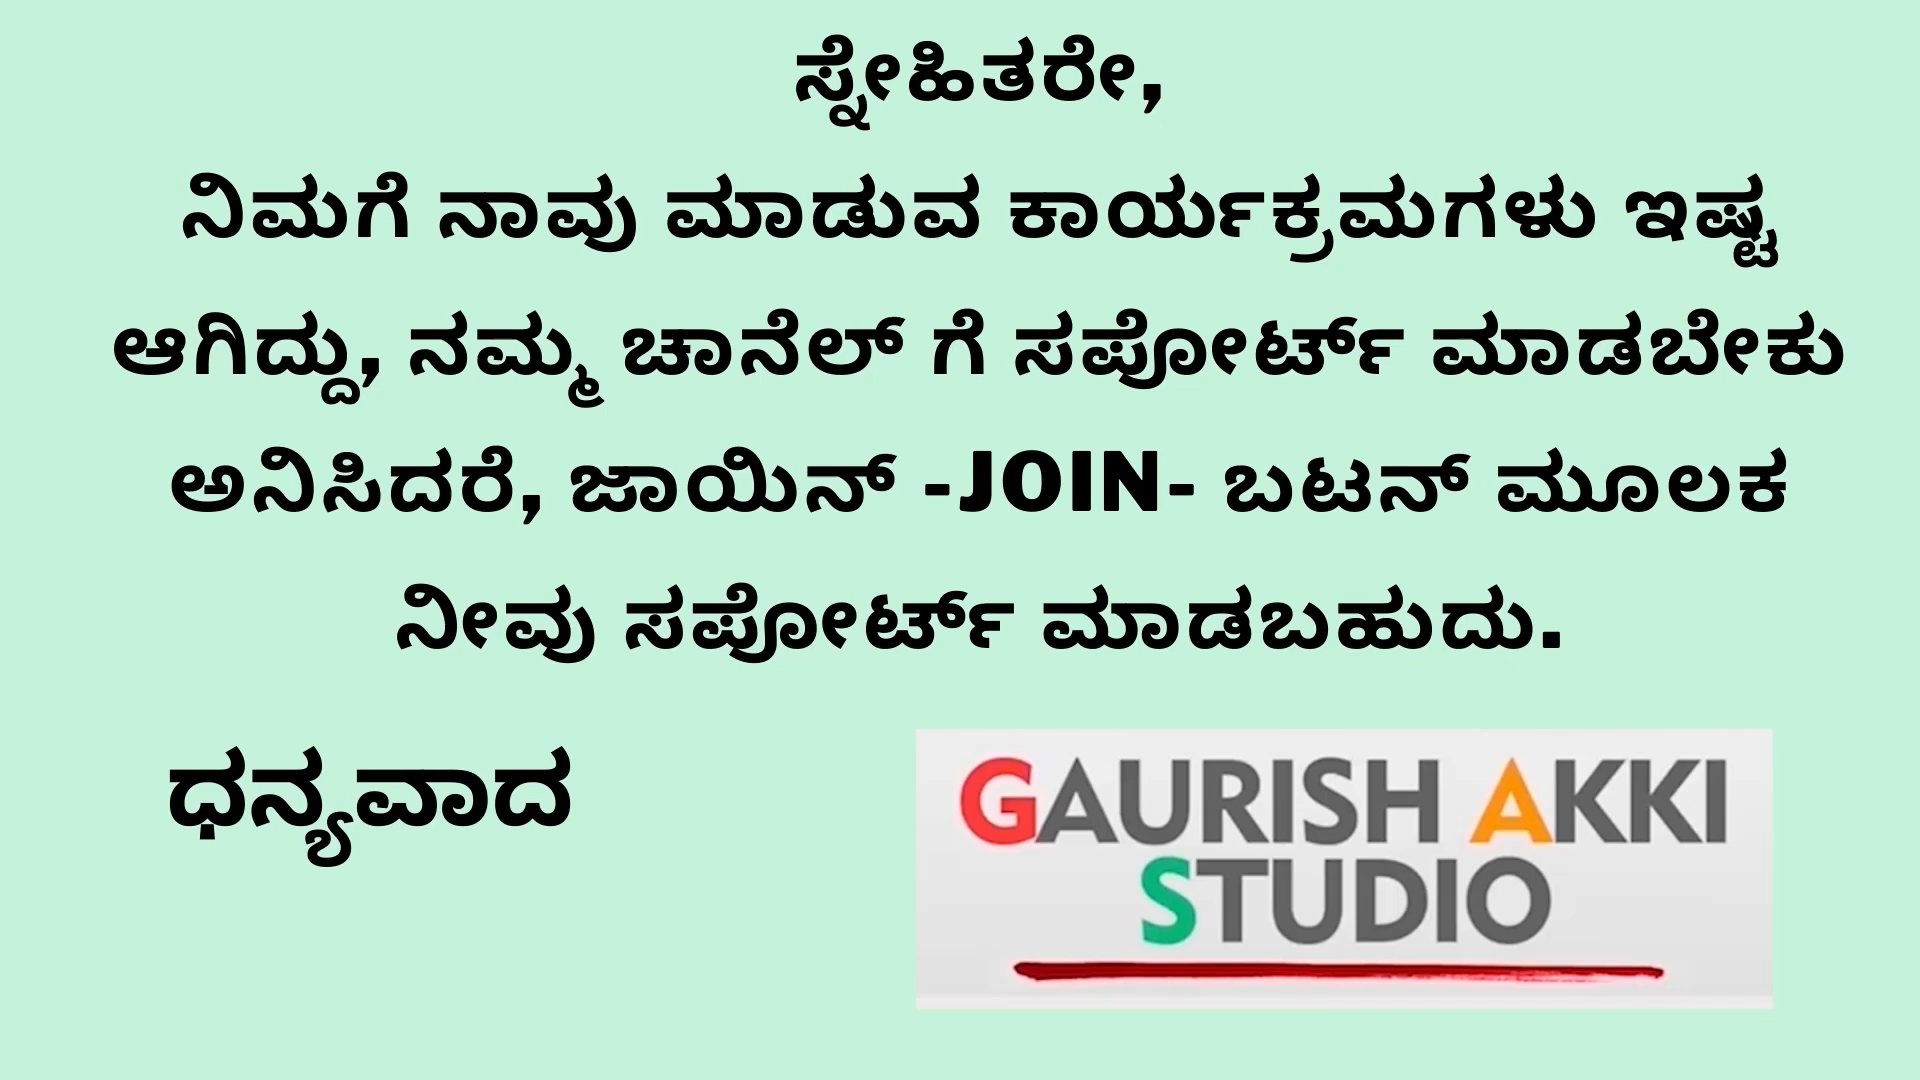 ಸ್ನೇಹಿತರೇ,
ನಿಮಗೆ ನಾವು ಮಾಡುವ ಕಾರ್ಯಕ್ರಮಗಳು ಇಷ್ಟ
ಆಗಿದ್ದು, ನಮ್ಮ ಚಾನೆಲ್ ಗೆ ಸಪೋರ್ಟ್ ಮಾಡಬೇಕು
ಅನಿಸಿದರೆ, ಜಾಯಿನ್ -JOIN- ಬಟನ್ ಮೂಲಕ
ನೀವು ಸಪೋರ್ಟ್ ಮಾಡಬಹುದು.
ಧನ್ಯವಾದ
GAURISH AKKI
STUDIO